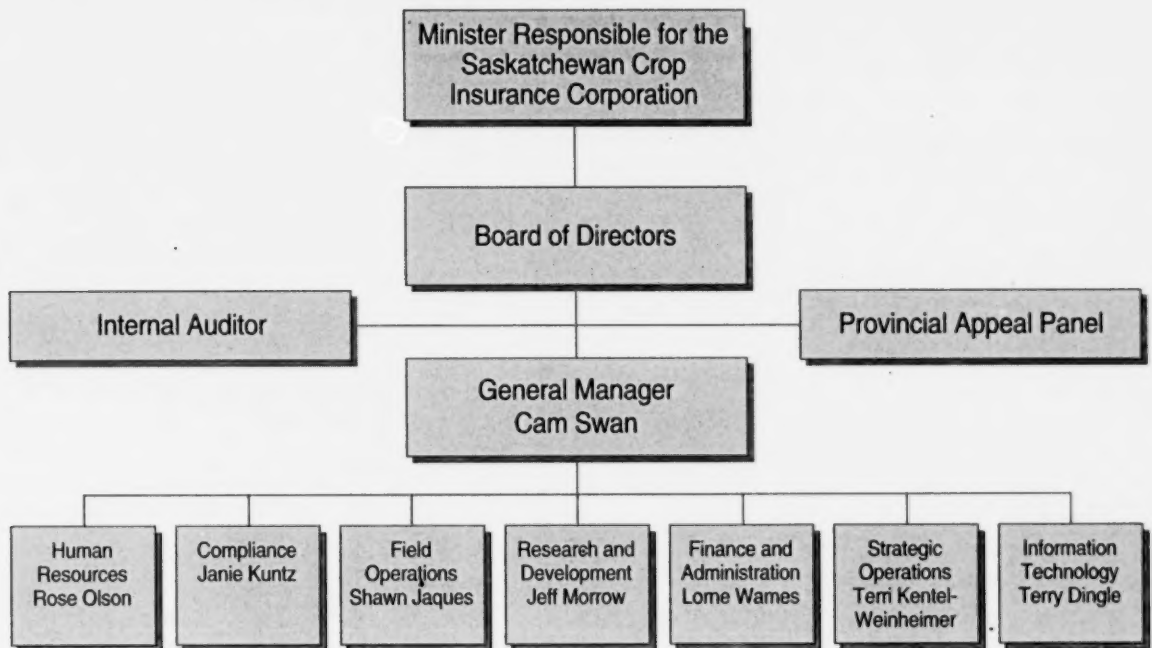 Minister Responsible for the
Saskatchewan Crop
Insurance Corporation
Board of Directors
Internal Auditor
Provincial Appeal Panel
General Manager
Cam Swan
Human
Resources
Rose Olson
Compliance
Janie Kuntz
Field
Operations
Shawn Jaques
Research and
Development
Jeff Morrow
Finance and
Administration
Lorne Warnes
Strategic
Operations
Terri Kentel-
Weinheimer
Information
Technology
Terry Dingle